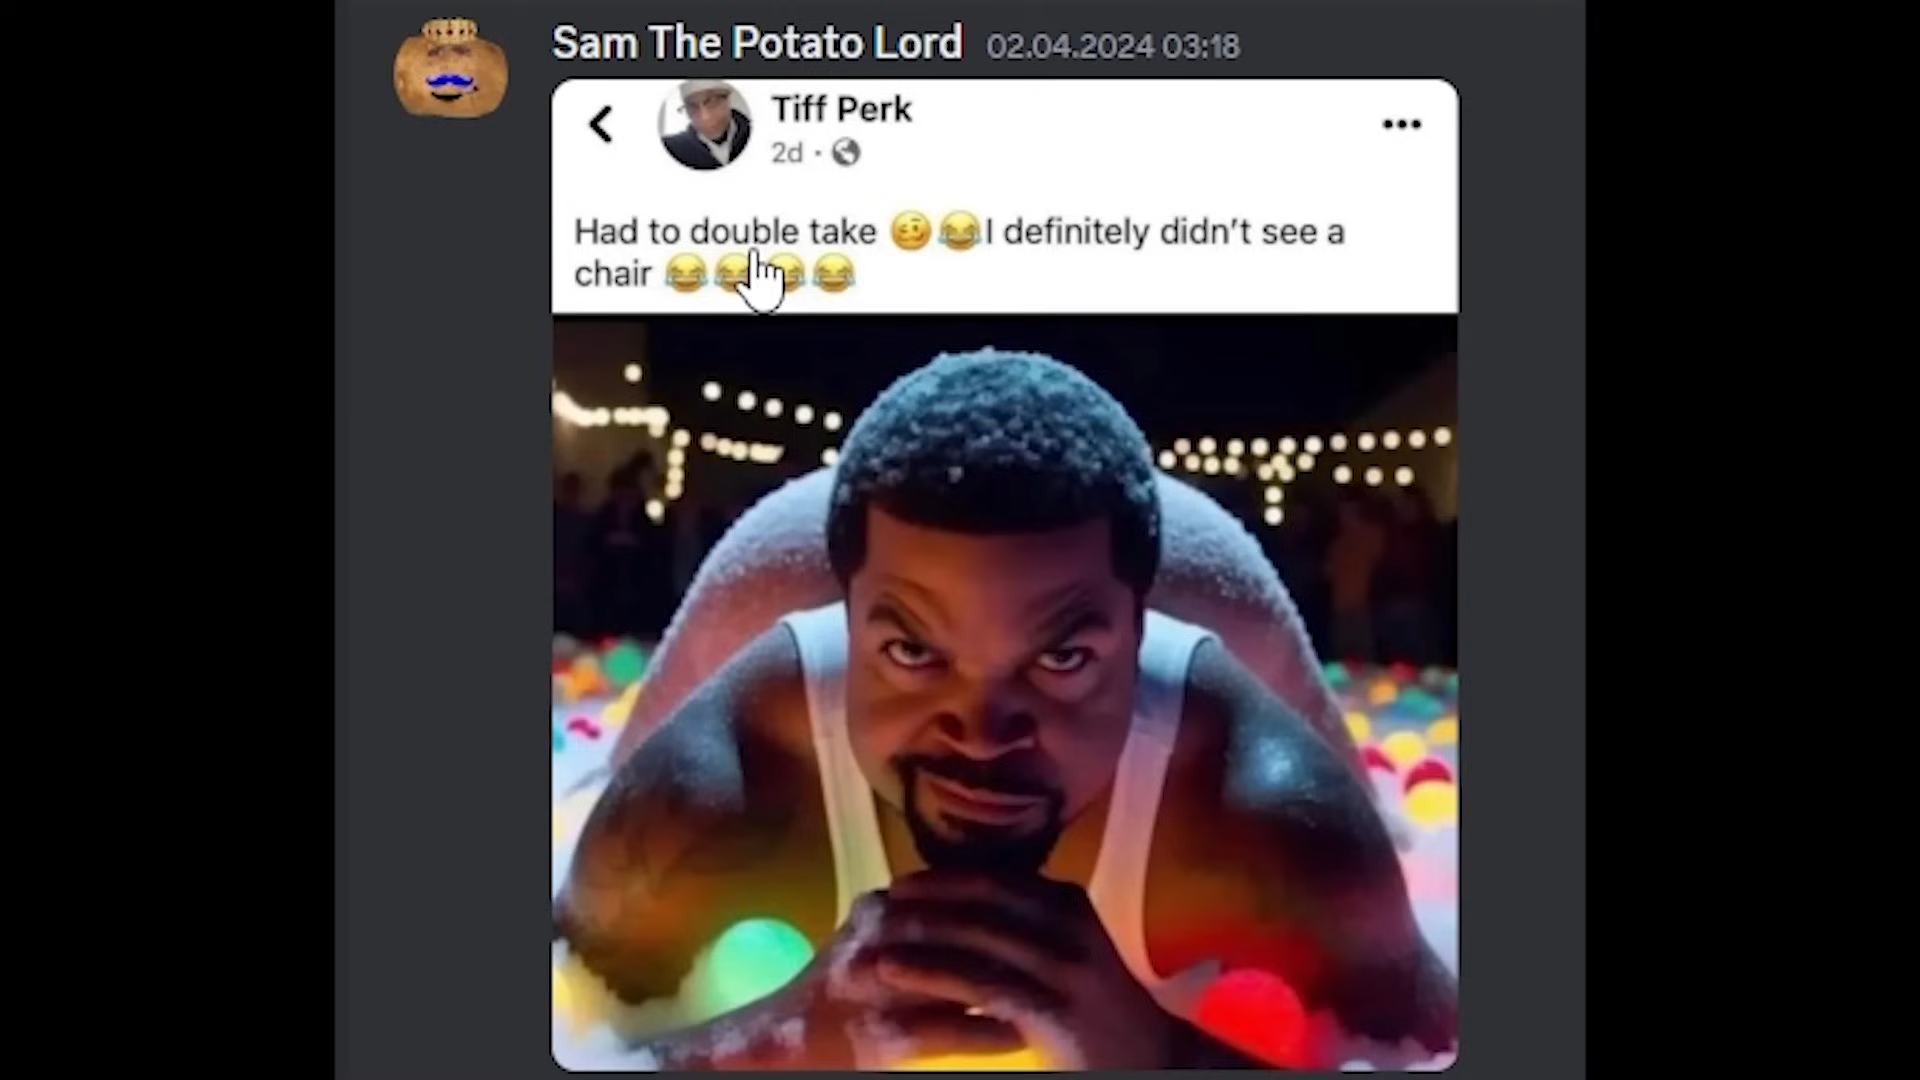 Sam The Potato Lord 02.04.2024 03:18
Tiff Perk
2d ·
Had to double take 🥴😂I definitely didn't see a
chair 😂😂😂😂